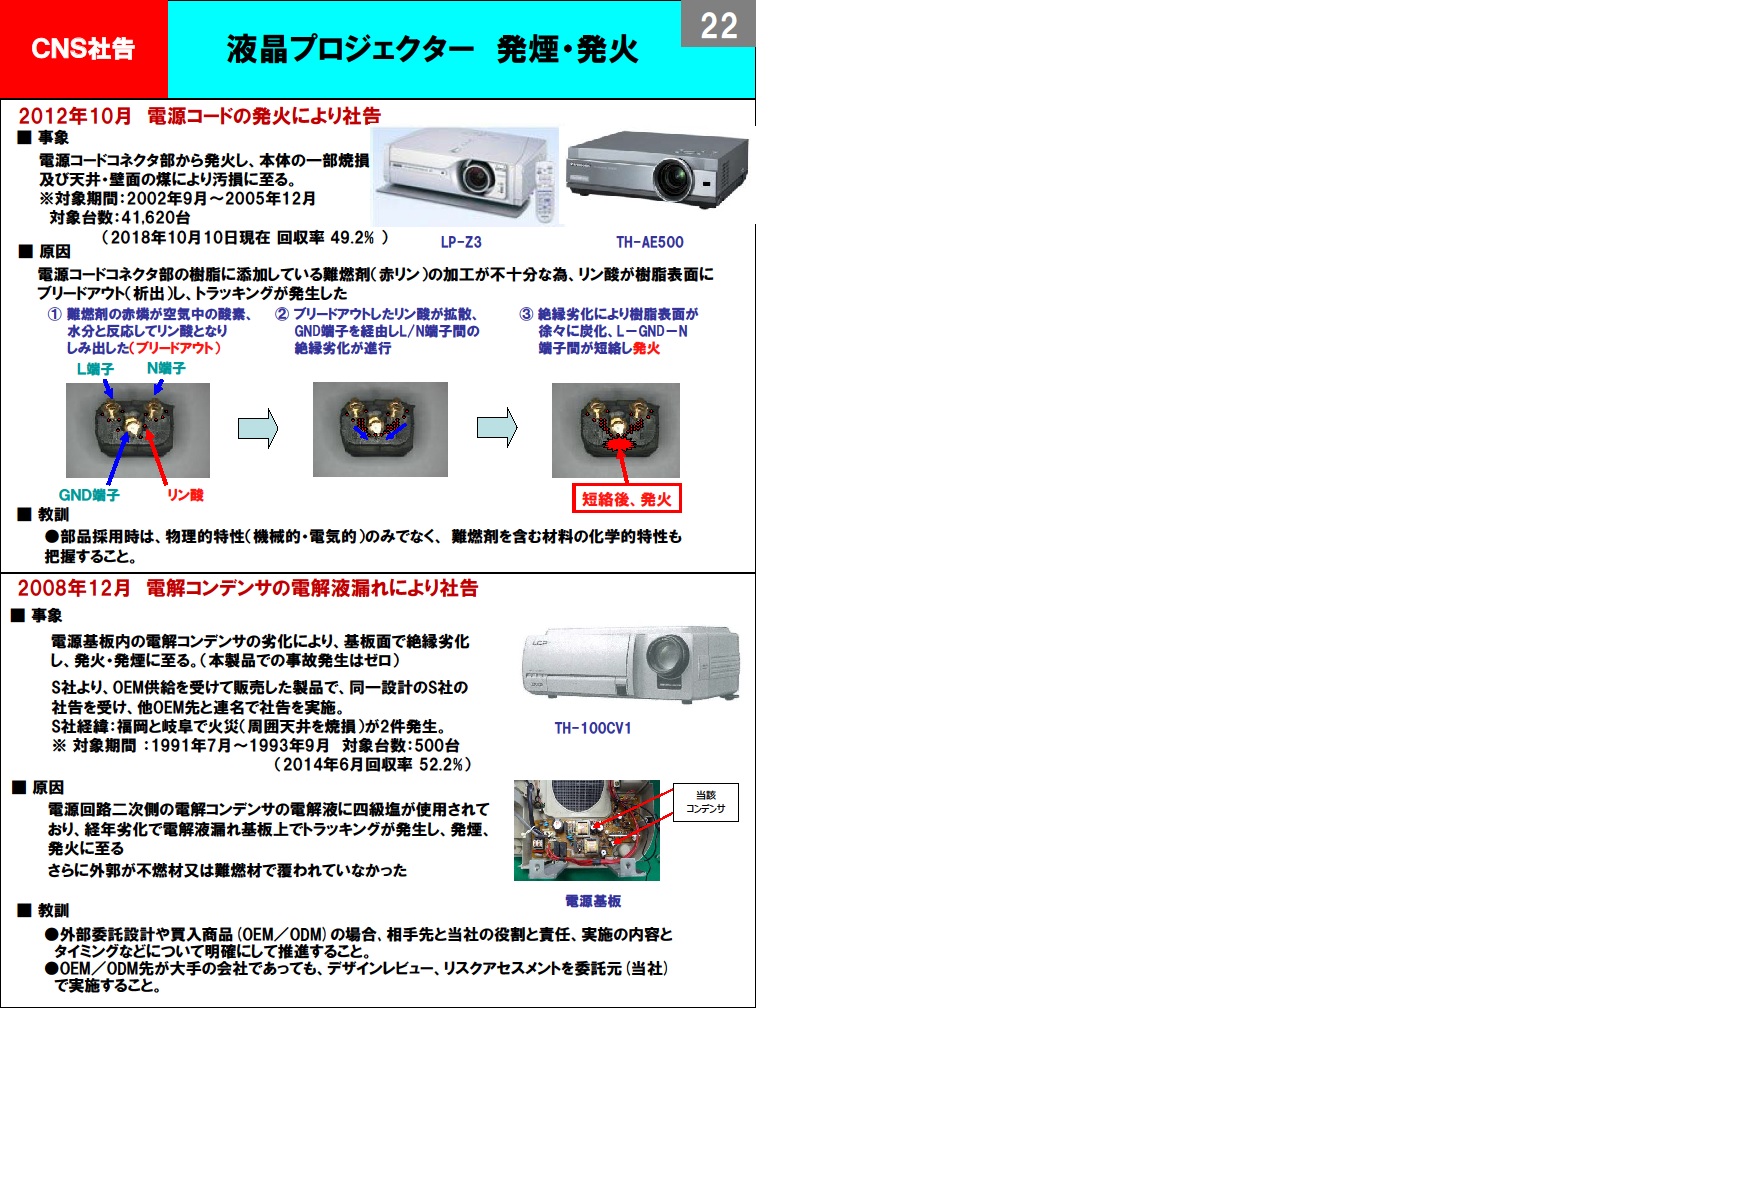 CNS社告
液晶プロジェクター 発煙・発火
22
2012年10月 電源コードの発火により社告
■ 事象
電源コードコネクタ部から発火し、本体の一部焼損
及び天井・壁面の煤により汚損に至る。
※対象期間：2002年9月～2005年12月
対象台数：41,620台
（2018年10月10日現在 回収率 49.2% ）
LP-Z3
TH-AE500
■ 原因
電源コードコネクタ部の樹脂に添加している難燃剤（赤リン）の加工が不十分な為、リン酸が樹脂表面に
ブリードアウト（析出）し、トラッキングが発生した
① 難燃剤の赤燐が空気中の酸素、
水分と反応してリン酸となり
しみ出した（ブリードアウト）
② ブリードアウトしたリン酸が拡散、
GND端子を経由しL/N端子間の
絶縁劣化が進行
③ 絶縁劣化により樹脂表面が
徐々に炭化、L－GND－N
端子間が短絡し発火
L端子
N端子
GND端子
リン酸
短絡後、発火
■ 教訓
●部品採用時は、物理的特性（機械的・電気的）のみでなく、 難燃剤を含む材料の化学的特性も
把握すること。
2008年12月 電解コンデンサの電解液漏れにより社告
■ 事象
電源基板内の電解コンデンサの劣化により、基板面で絶縁劣化
し、発火・発煙に至る。（本製品での事故発生はゼロ）
S社より、OEM供給を受けて販売した製品で、同一設計のS社の
社告を受け、他OEM先と連名で社告を実施。
S社経緯：福岡と岐阜で火災（周囲天井を焼損）が2件発生。
※ 対象期間 ：1991年7月～1993年9月 対象台数：500台
（2014年6月回収率 52.2%）
TH-100CV1
■ 原因
電源回路二次側の電解コンデンサの電解液に四級塩が使用されて
おり、経年劣化で電解液漏れ基板上でトラッキングが発生し、発煙、
発火に至る
さらに外郭が不燃材又は難燃材で覆われていなかった
当該
コンデンサ
電源基板
■ 教訓
●外部委託設計や買入商品(OEM／ODM)の場合、相手先と当社の役割と責任、実施の内容と
タイミングなどについて明確にして推進すること。
●OEM／ODM先が大手の会社であっても、デザインレビュー、リスクアセスメントを委託元(当社)
で実施すること。